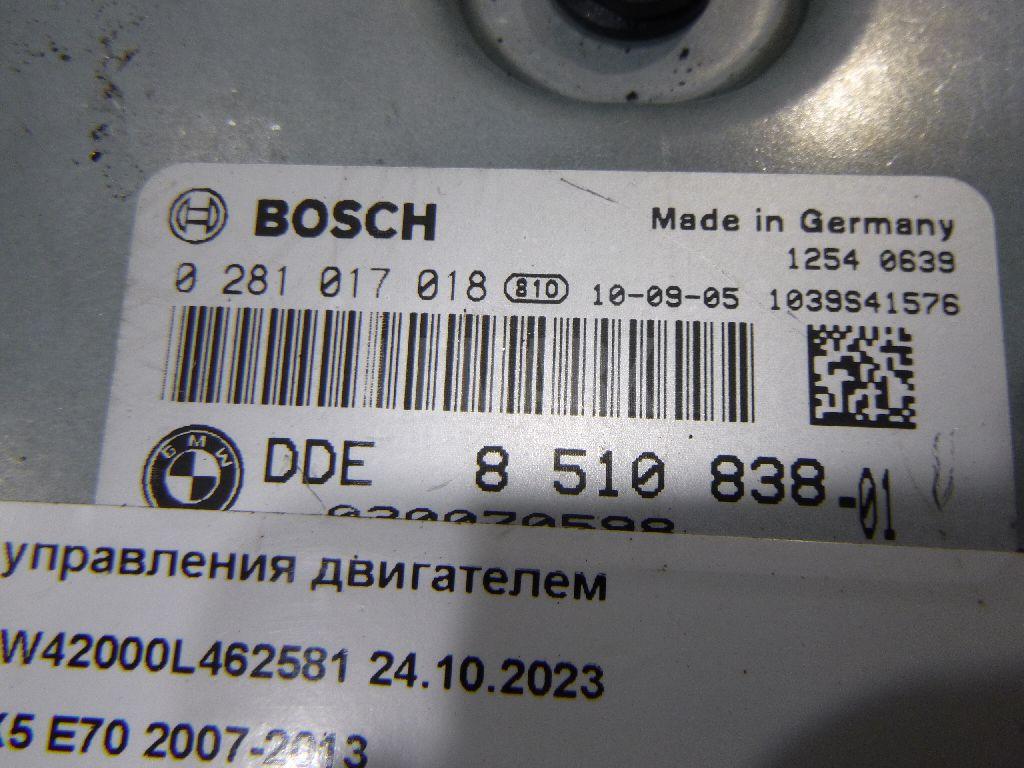 BOSCH
Made in Germany
1254 0639
0 281 017 018 810 10-09-05 1039S41576
BMW
DDE 8 510 838-01
управления двигателем
W42000L462581 24.10.2023
X5 E70 2007-2013